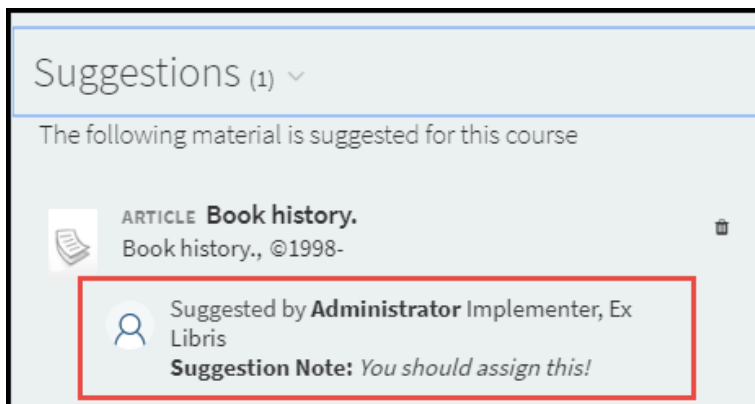 Suggestions (1)
The following material is suggested for this course
ARTICLE Book history.
Book history., ©1998-
Suggested by Administrator Implementer, Ex
Libris
Suggestion Note: You should assign this!